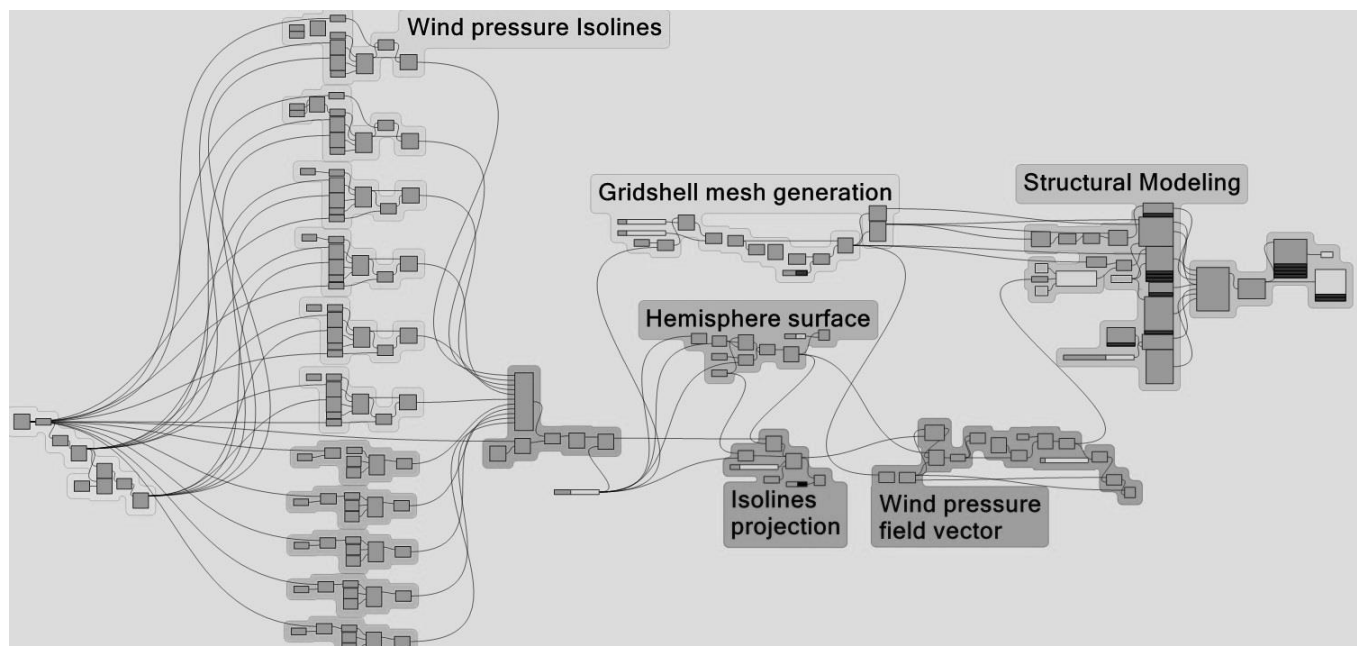 Wind pressure Isolines
Gridshell mesh generation
Structural Modeling
Hemisphere surface
Isolines
projection
Wind pressure
field vector